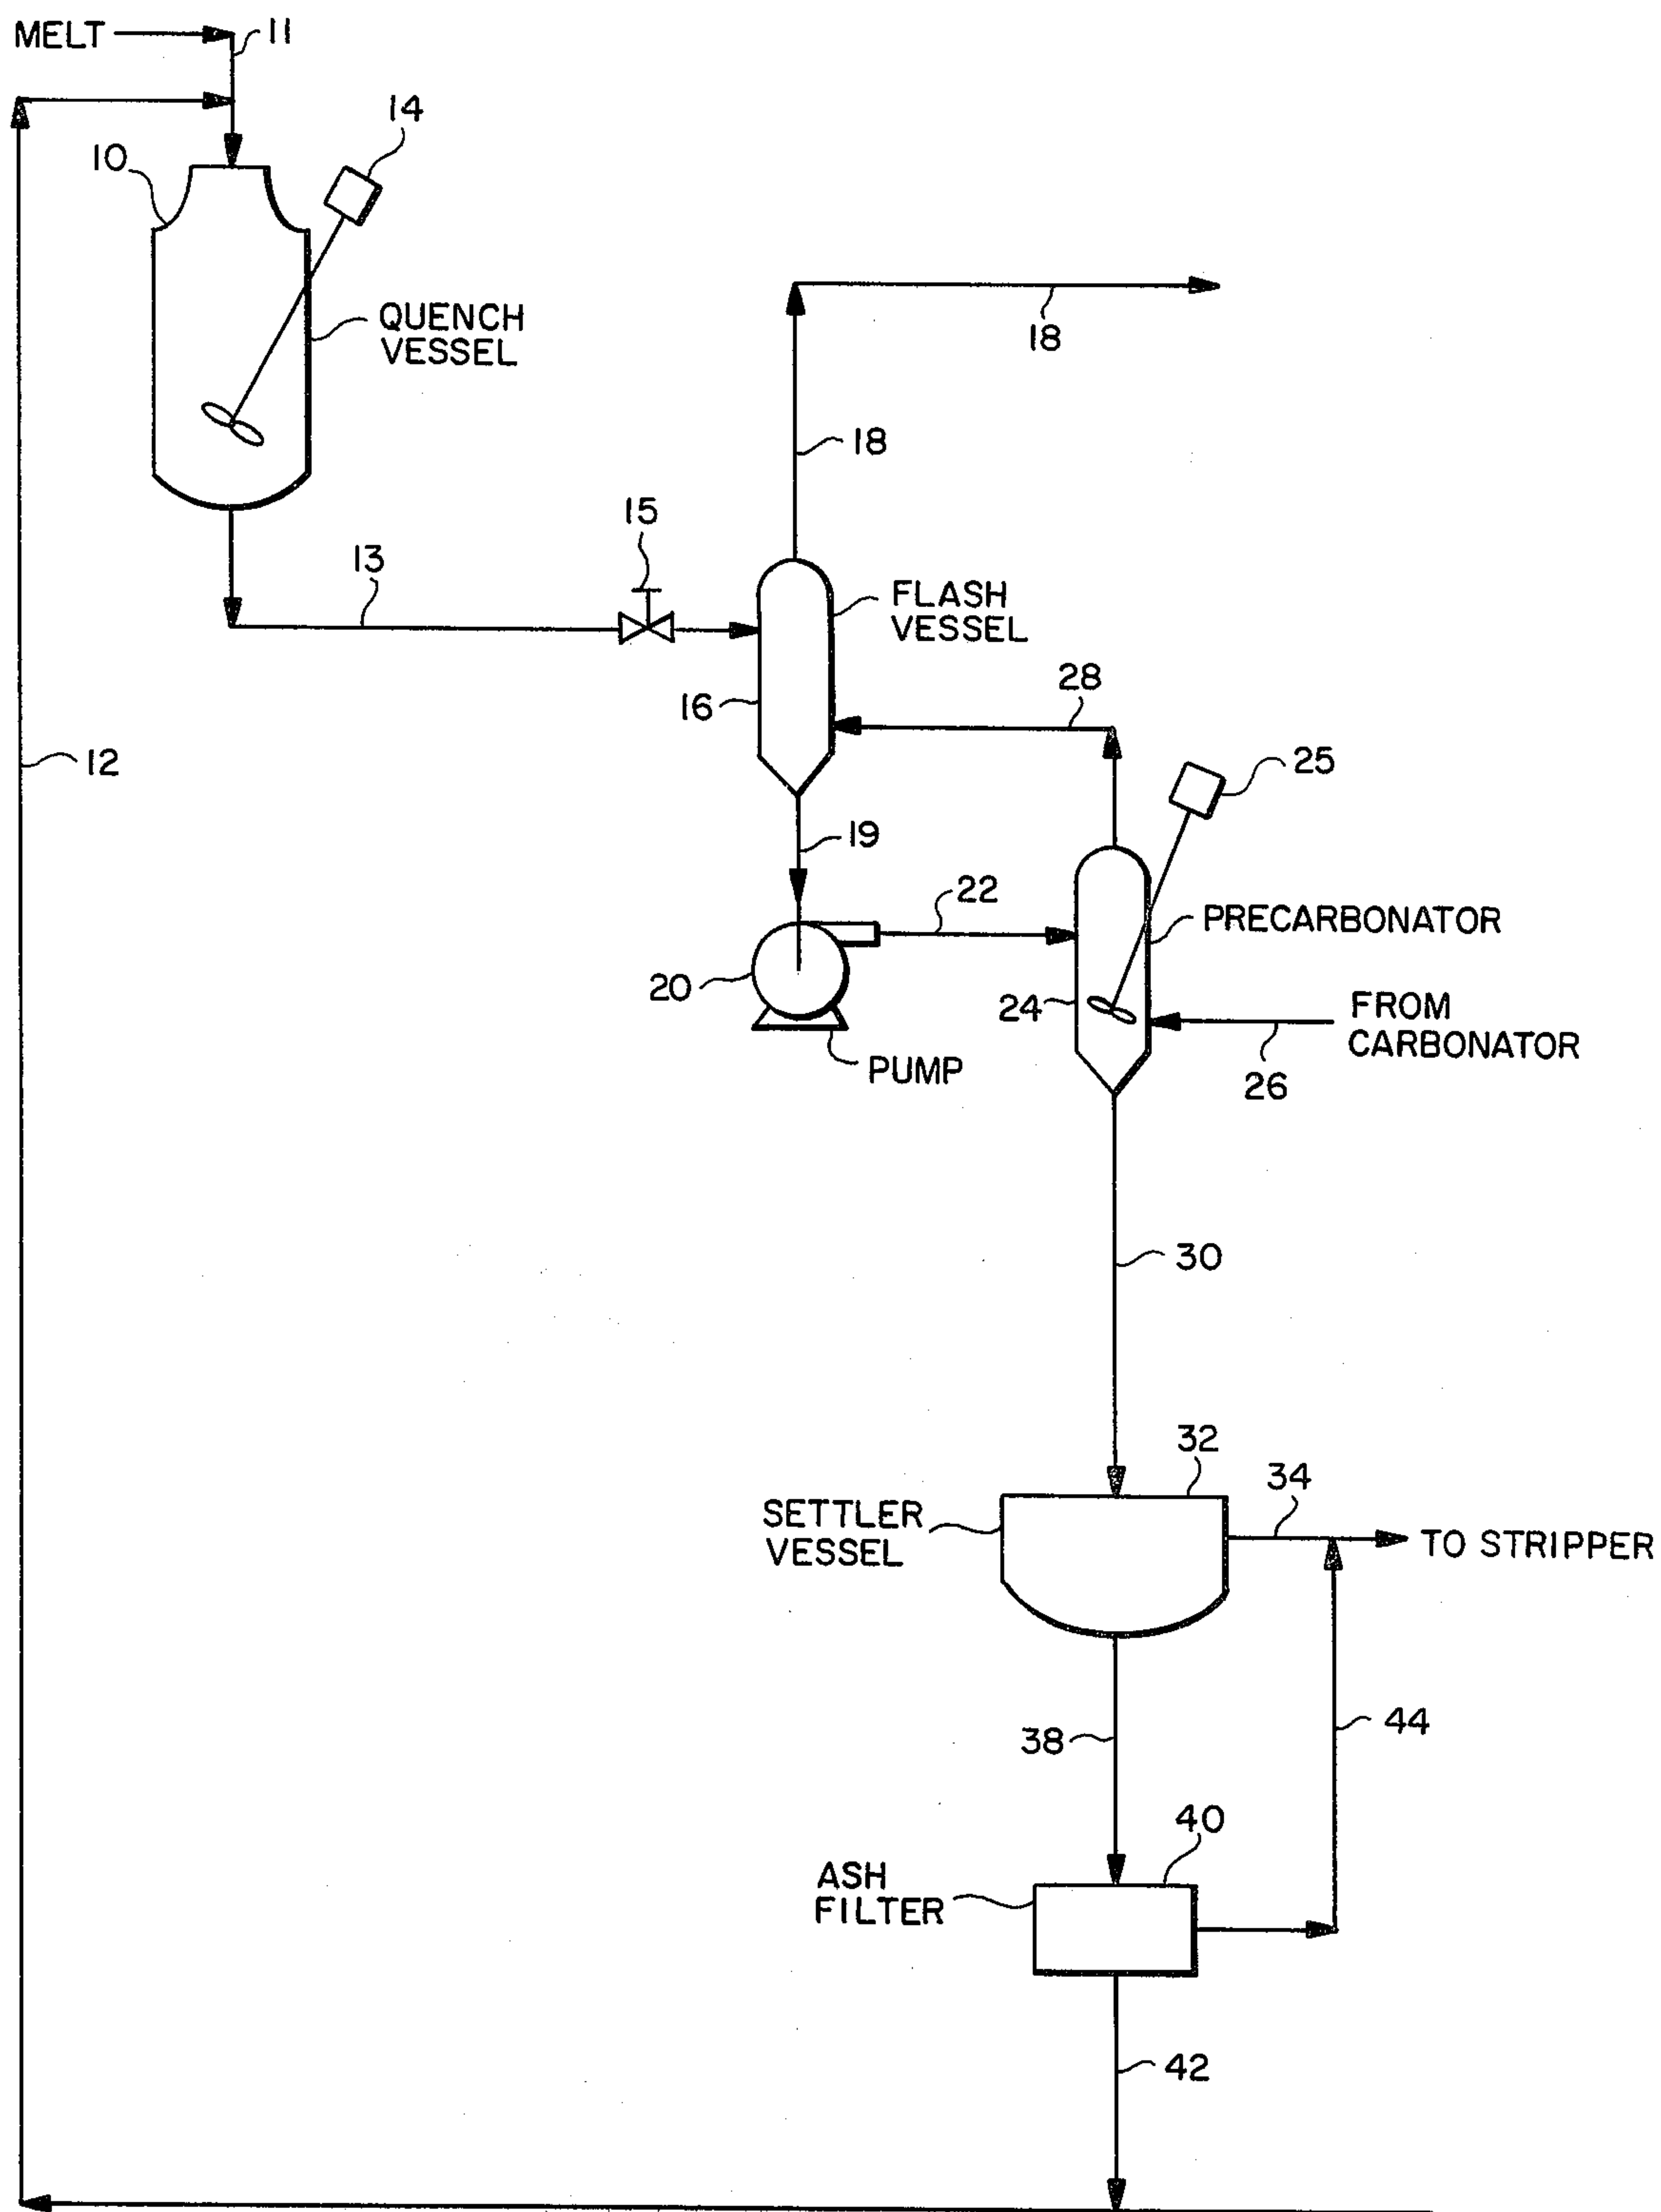 MELT
11
14
10
QUENCH
VESSEL
18
18
15
13
FLASH
VESSEL
28
16
12
25
19
22
PRECARBONATOR
20
24
FROM
CARBONATOR
PUMP
26
30
32
34
SETTLER
VESSEL
TO STRIPPER
38
44
40
ASH
FILTER
42